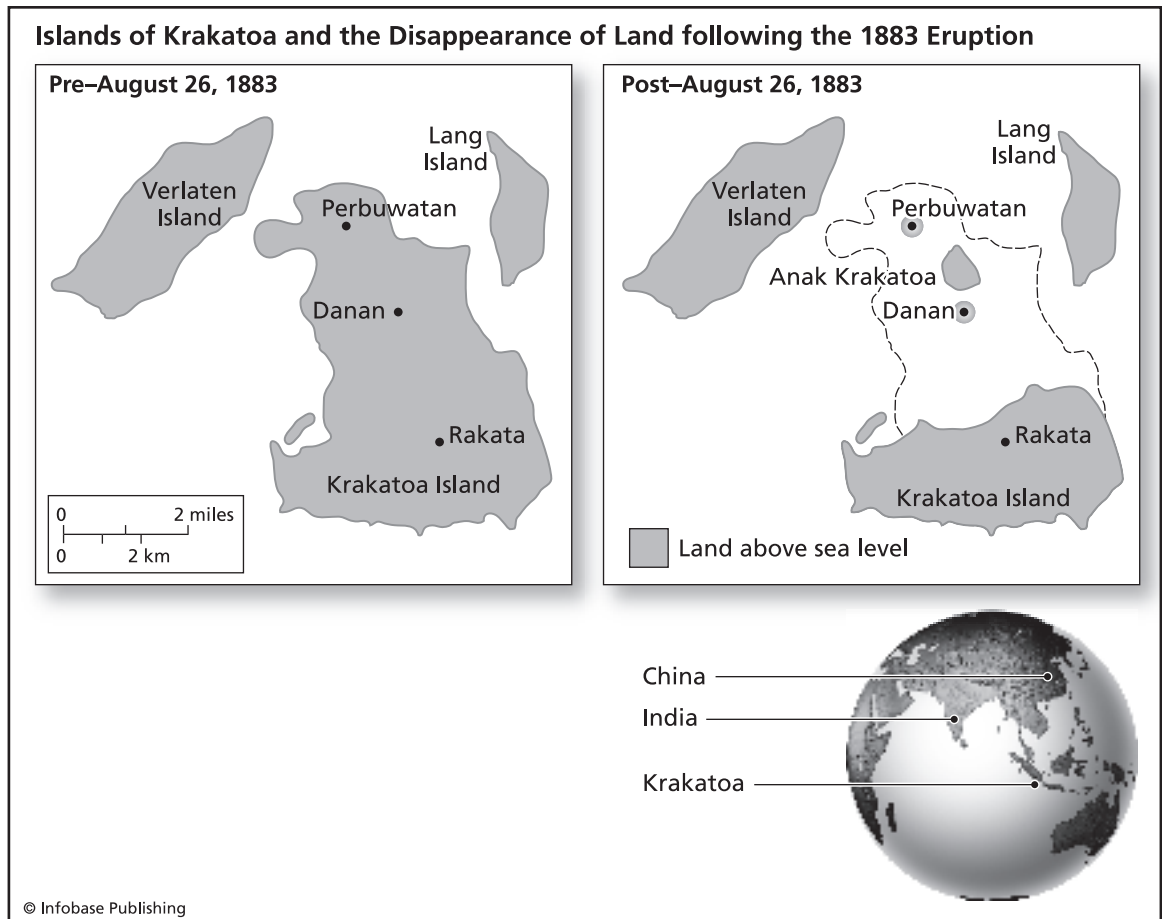 Islands of Krakatoa and the Disappearance of Land following the 1883 Eruption
Pre–August 26, 1883
Verlaten
Island
Lang
Island
Perbuwatan
Danan
Rakata
Krakatoa Island
0 2 miles
0 2 km
Post–August 26, 1883
Verlaten
Island
Lang
Island
Perbuwatan
Anak Krakatoa
Danan
Rakata
Krakatoa Island
Land above sea level
China
India
Krakatoa
© Infobase Publishing